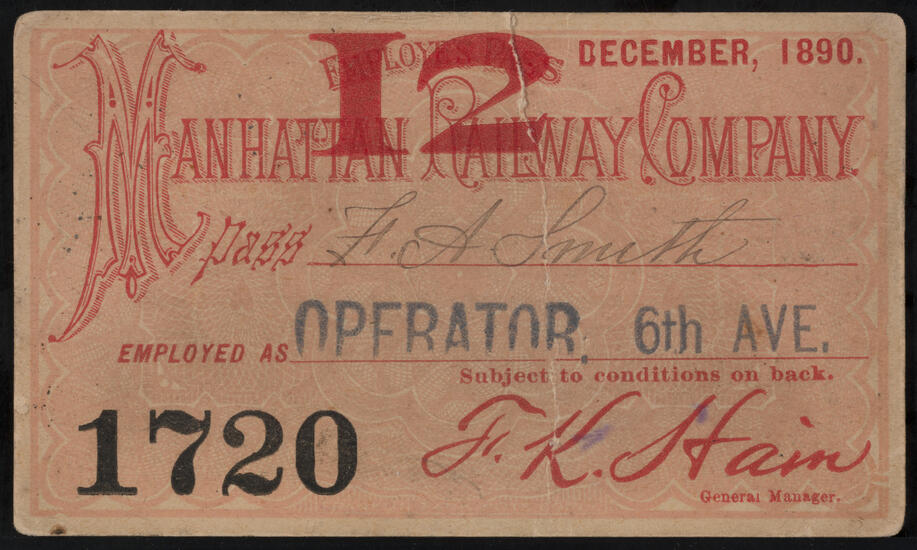 EMPLOYE'S PASS
12
DECEMBER, 1890.
MANHATTAN RAILWAY COMPANY
pass F. A Smith
EMPLOYED AS OPERATOR, 6th AVE.
Subject to conditions on back.
1720
F. K. Hain
General Manager.